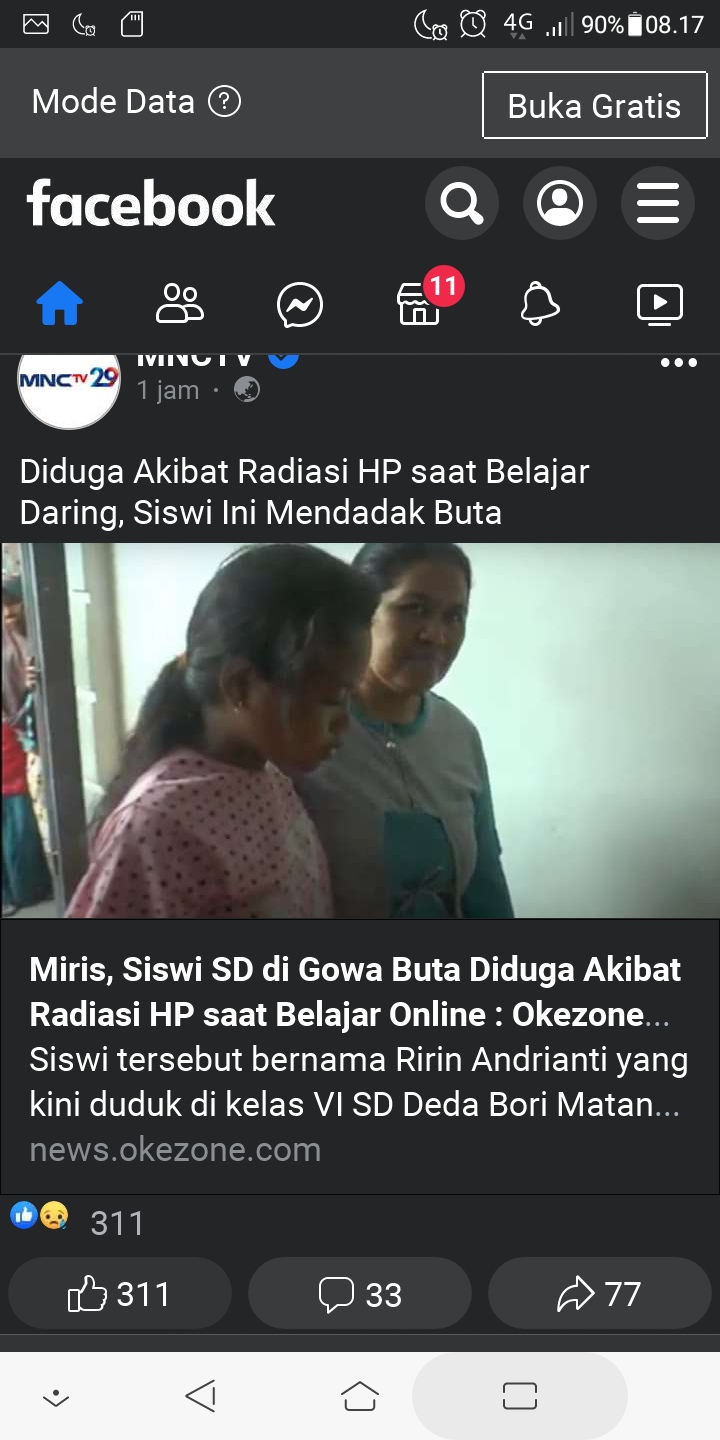 4G 90% 08.17
Mode Data ?
Buka Gratis
facebook
11
MNCTV
MNCTV 29
1 jam ·
Diduga Akibat Radiasi HP saat Belajar
Daring, Siswi Ini Mendadak Buta
Miris, Siswi SD di Gowa Buta Diduga Akibat
Radiasi HP saat Belajar Online : Okezone...
Siswi tersebut bernama Ririn Andrianti yang
kini duduk di kelas VI SD Deda Bori Matan...
news.okezone.com
311
311
33
77